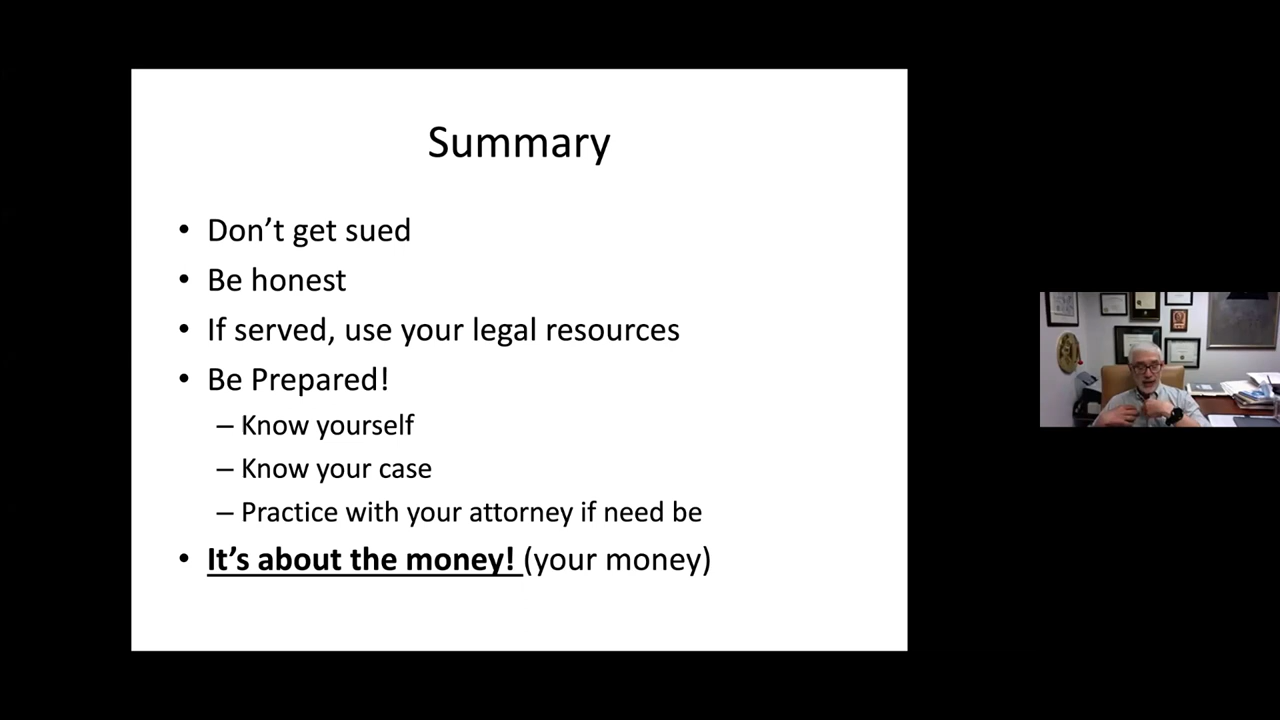 Summary
• Don’t get sued
• Be honest
• If served, use your legal resources
• Be Prepared!
– Know yourself
– Know your case
– Practice with your attorney if need be
• It’s about the money! (your money)